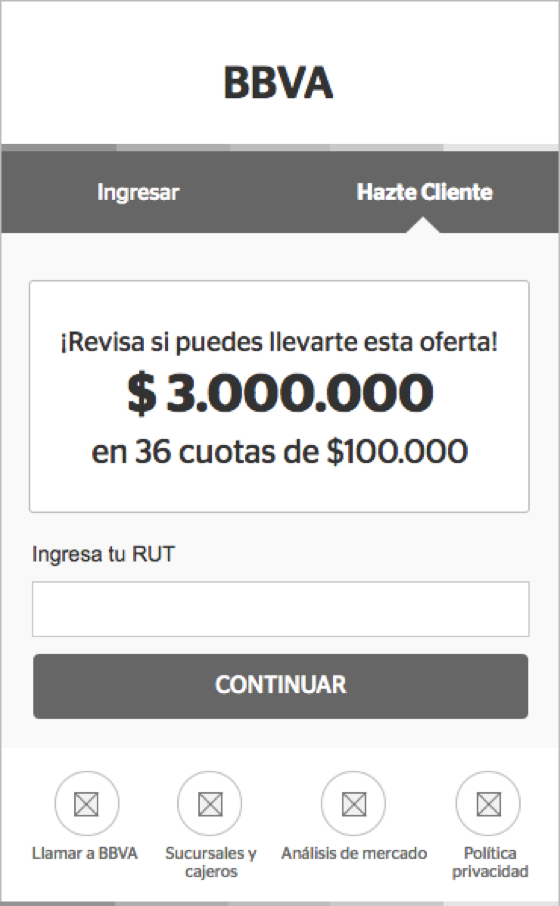 BBVA
Ingresar
Hazte Cliente
¡Revisa si puedes llevarte esta oferta!
$ 3.000.000
en 36 cuotas de $100.000
Ingresa tu RUT
CONTINUAR
Llamar a BBVA
Sucursales y
cajeros
Análisis de mercado
Política
privacidad